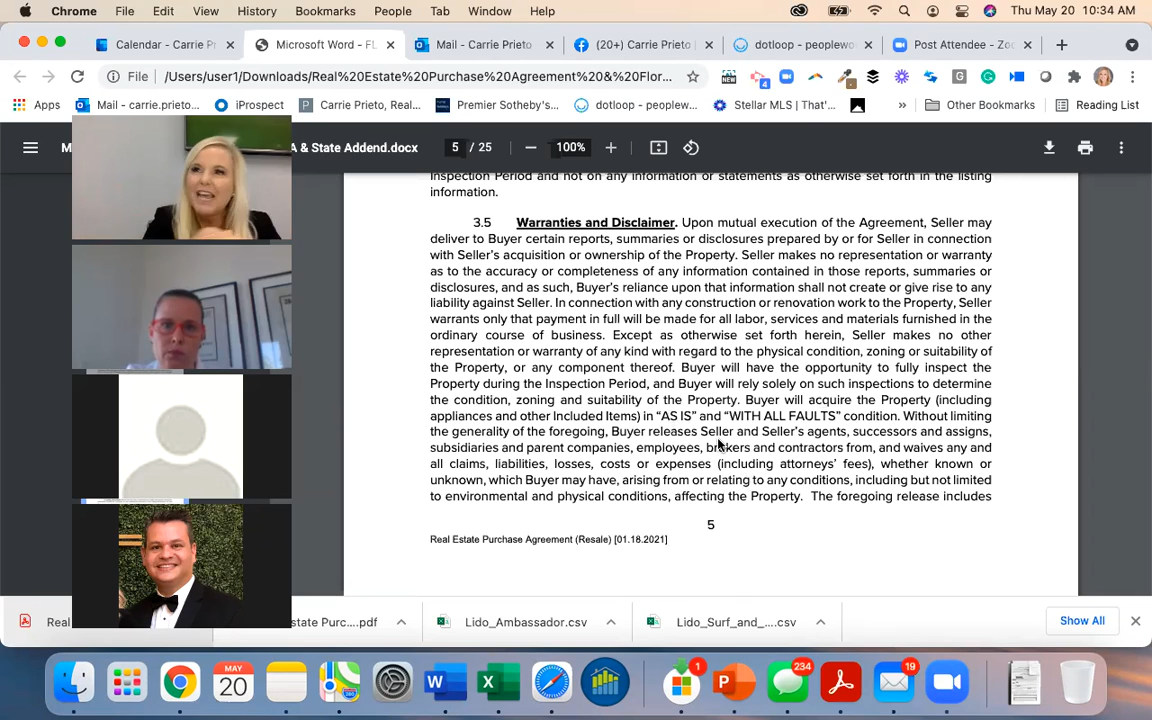 Chrome File Edit View History Bookmarks People Tab Window Help Thu May 20 10:34 AM
Calendar - Carrie Pr Microsoft Word - FL Mail - Carrie Prieto (20+) Carrie Prieto dotloop - peoplewo Post Attendee - Zoo
File /Users/user1/Downloads/Real%20Estate%20Purchase%20Agreement%20&%20Flor...
4
Apps Mail - carrie.prieto... iProspect Carrie Prieto, Real... Premier Sotheby's... dotloop - peoplew... Stellar MLS | That'... » Other Bookmarks Reading List
M A & State Addend.docx 5 / 25 100%
Inspection Period and not on any information or statements as otherwise set forth in the listing
information.
3.5 Warranties and Disclaimer. Upon mutual execution of the Agreement, Seller may
deliver to Buyer certain reports, summaries or disclosures prepared by or for Seller in connection
with Seller's acquisition or ownership of the Property. Seller makes no representation or warranty
as to the accuracy or completeness of any information contained in those reports, summaries or
disclosures, and as such, Buyer's reliance upon that information shall not create or give rise to any
liability against Seller. In connection with any construction or renovation work to the Property, Seller
warrants only that payment in full will be made for all labor, services and materials furnished in the
ordinary course of business. Except as otherwise set forth herein, Seller makes no other
representation or warranty of any kind with regard to the physical condition, zoning or suitability of
the Property, or any component thereof. Buyer will have the opportunity to fully inspect the
Property during the Inspection Period, and Buyer will rely solely on such inspections to determine
the condition, zoning and suitability of the Property. Buyer will acquire the Property (including
appliances and other Included Items) in "AS IS" and "WITH ALL FAULTS" condition. Without limiting
the generality of the foregoing, Buyer releases Seller and Seller's agents, successors and assigns,
subsidiaries and parent companies, employees, brokers and contractors from, and waives any and
all claims, liabilities, losses, costs or expenses (including attorneys' fees), whether known or
unknown, which Buyer may have, arising from or relating to any conditions, including but not limited
to environmental and physical conditions, affecting the Property. The foregoing release includes
5
Real Estate Purchase Agreement (Resale) [01.18.2021]
Real state Purc....pdf Lido_Ambassador.csv Lido_Surf_and_....csv Show All
MAY
20
1 234 19